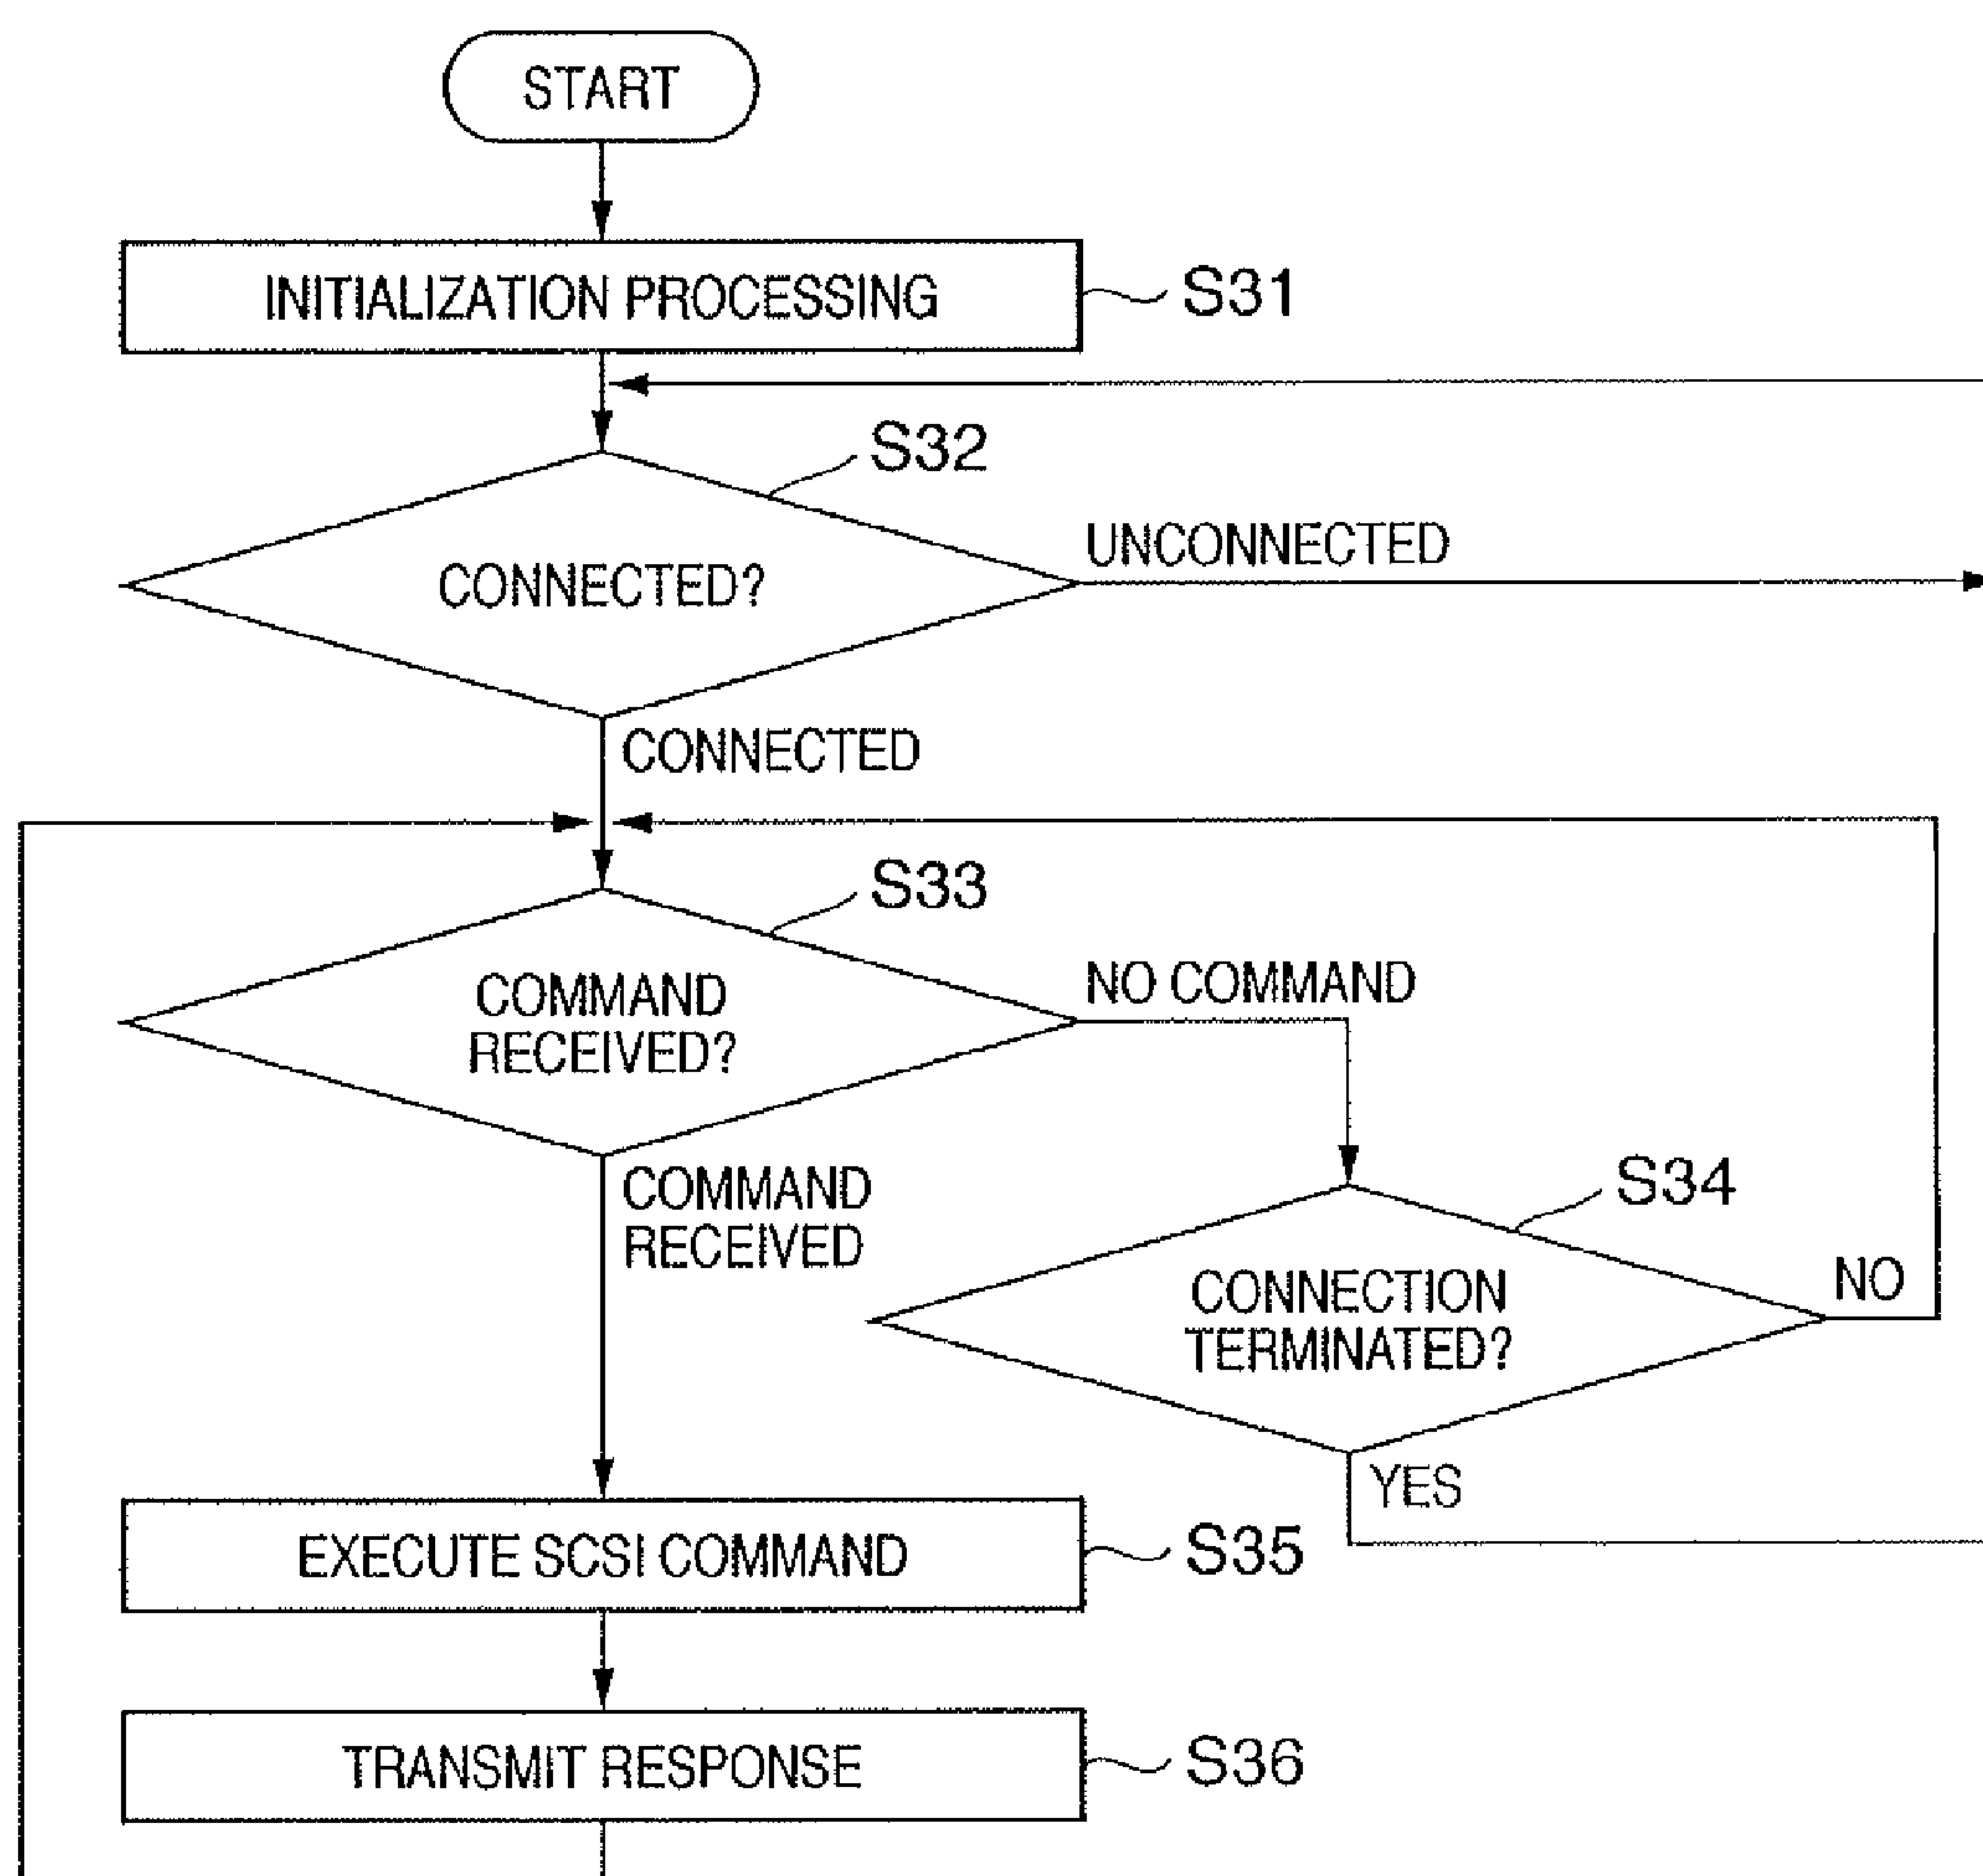 START
INITIALIZATION PROCESSING
S31
S32
CONNECTED?
UNCONNECTED
CONNECTED
S33
COMMAND
RECEIVED?
NO COMMAND
COMMAND
RECEIVED
S34
CONNECTION
TERMINATED?
NO
YES
EXECUTE SCSI COMMAND
S35
TRANSMIT RESPONSE
S36